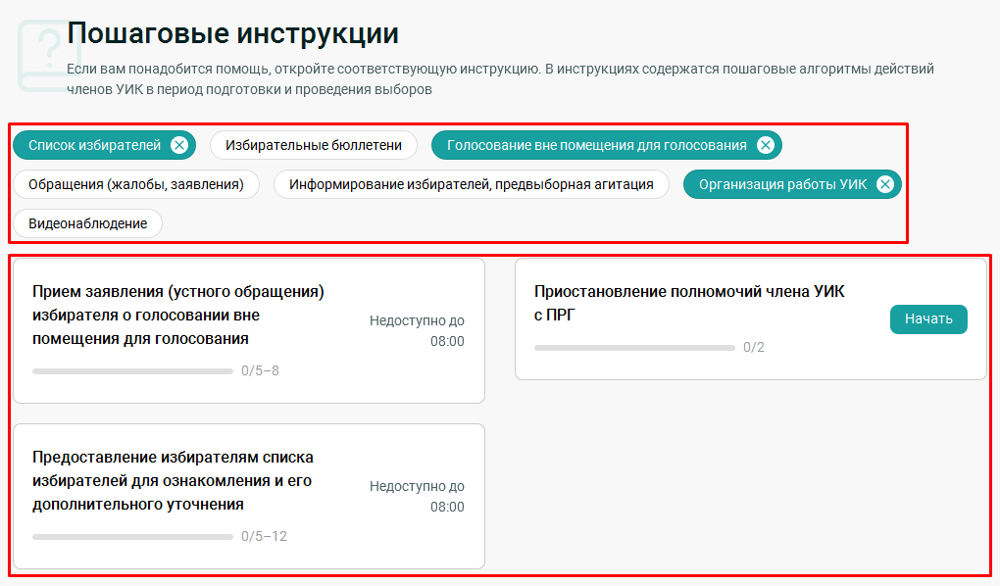 Пошаговые инструкции
Если вам понадобится помощь, откройте соответствующую инструкцию. В инструкциях содержатся пошаговые алгоритмы действий
членов УИК в период подготовки и проведения выборов
Список избирателей
Избирательные бюллетени
Голосование вне помещения для голосования
Обращения (жалобы, заявления)
Информирование избирателей, предвыборная агитация
Организация работы УИК
Видеонаблюдение
Прием заявления (устного обращения)
избирателя о голосовании вне
помещения для голосования
0/5–8
Недоступно до
08:00
Приостановление полномочий члена УИК
с ПРГ
0/2
Начать
Предоставление избирателям списка
избирателей для ознакомления и его
дополнительного уточнения
0/5–12
Недоступно до
08:00